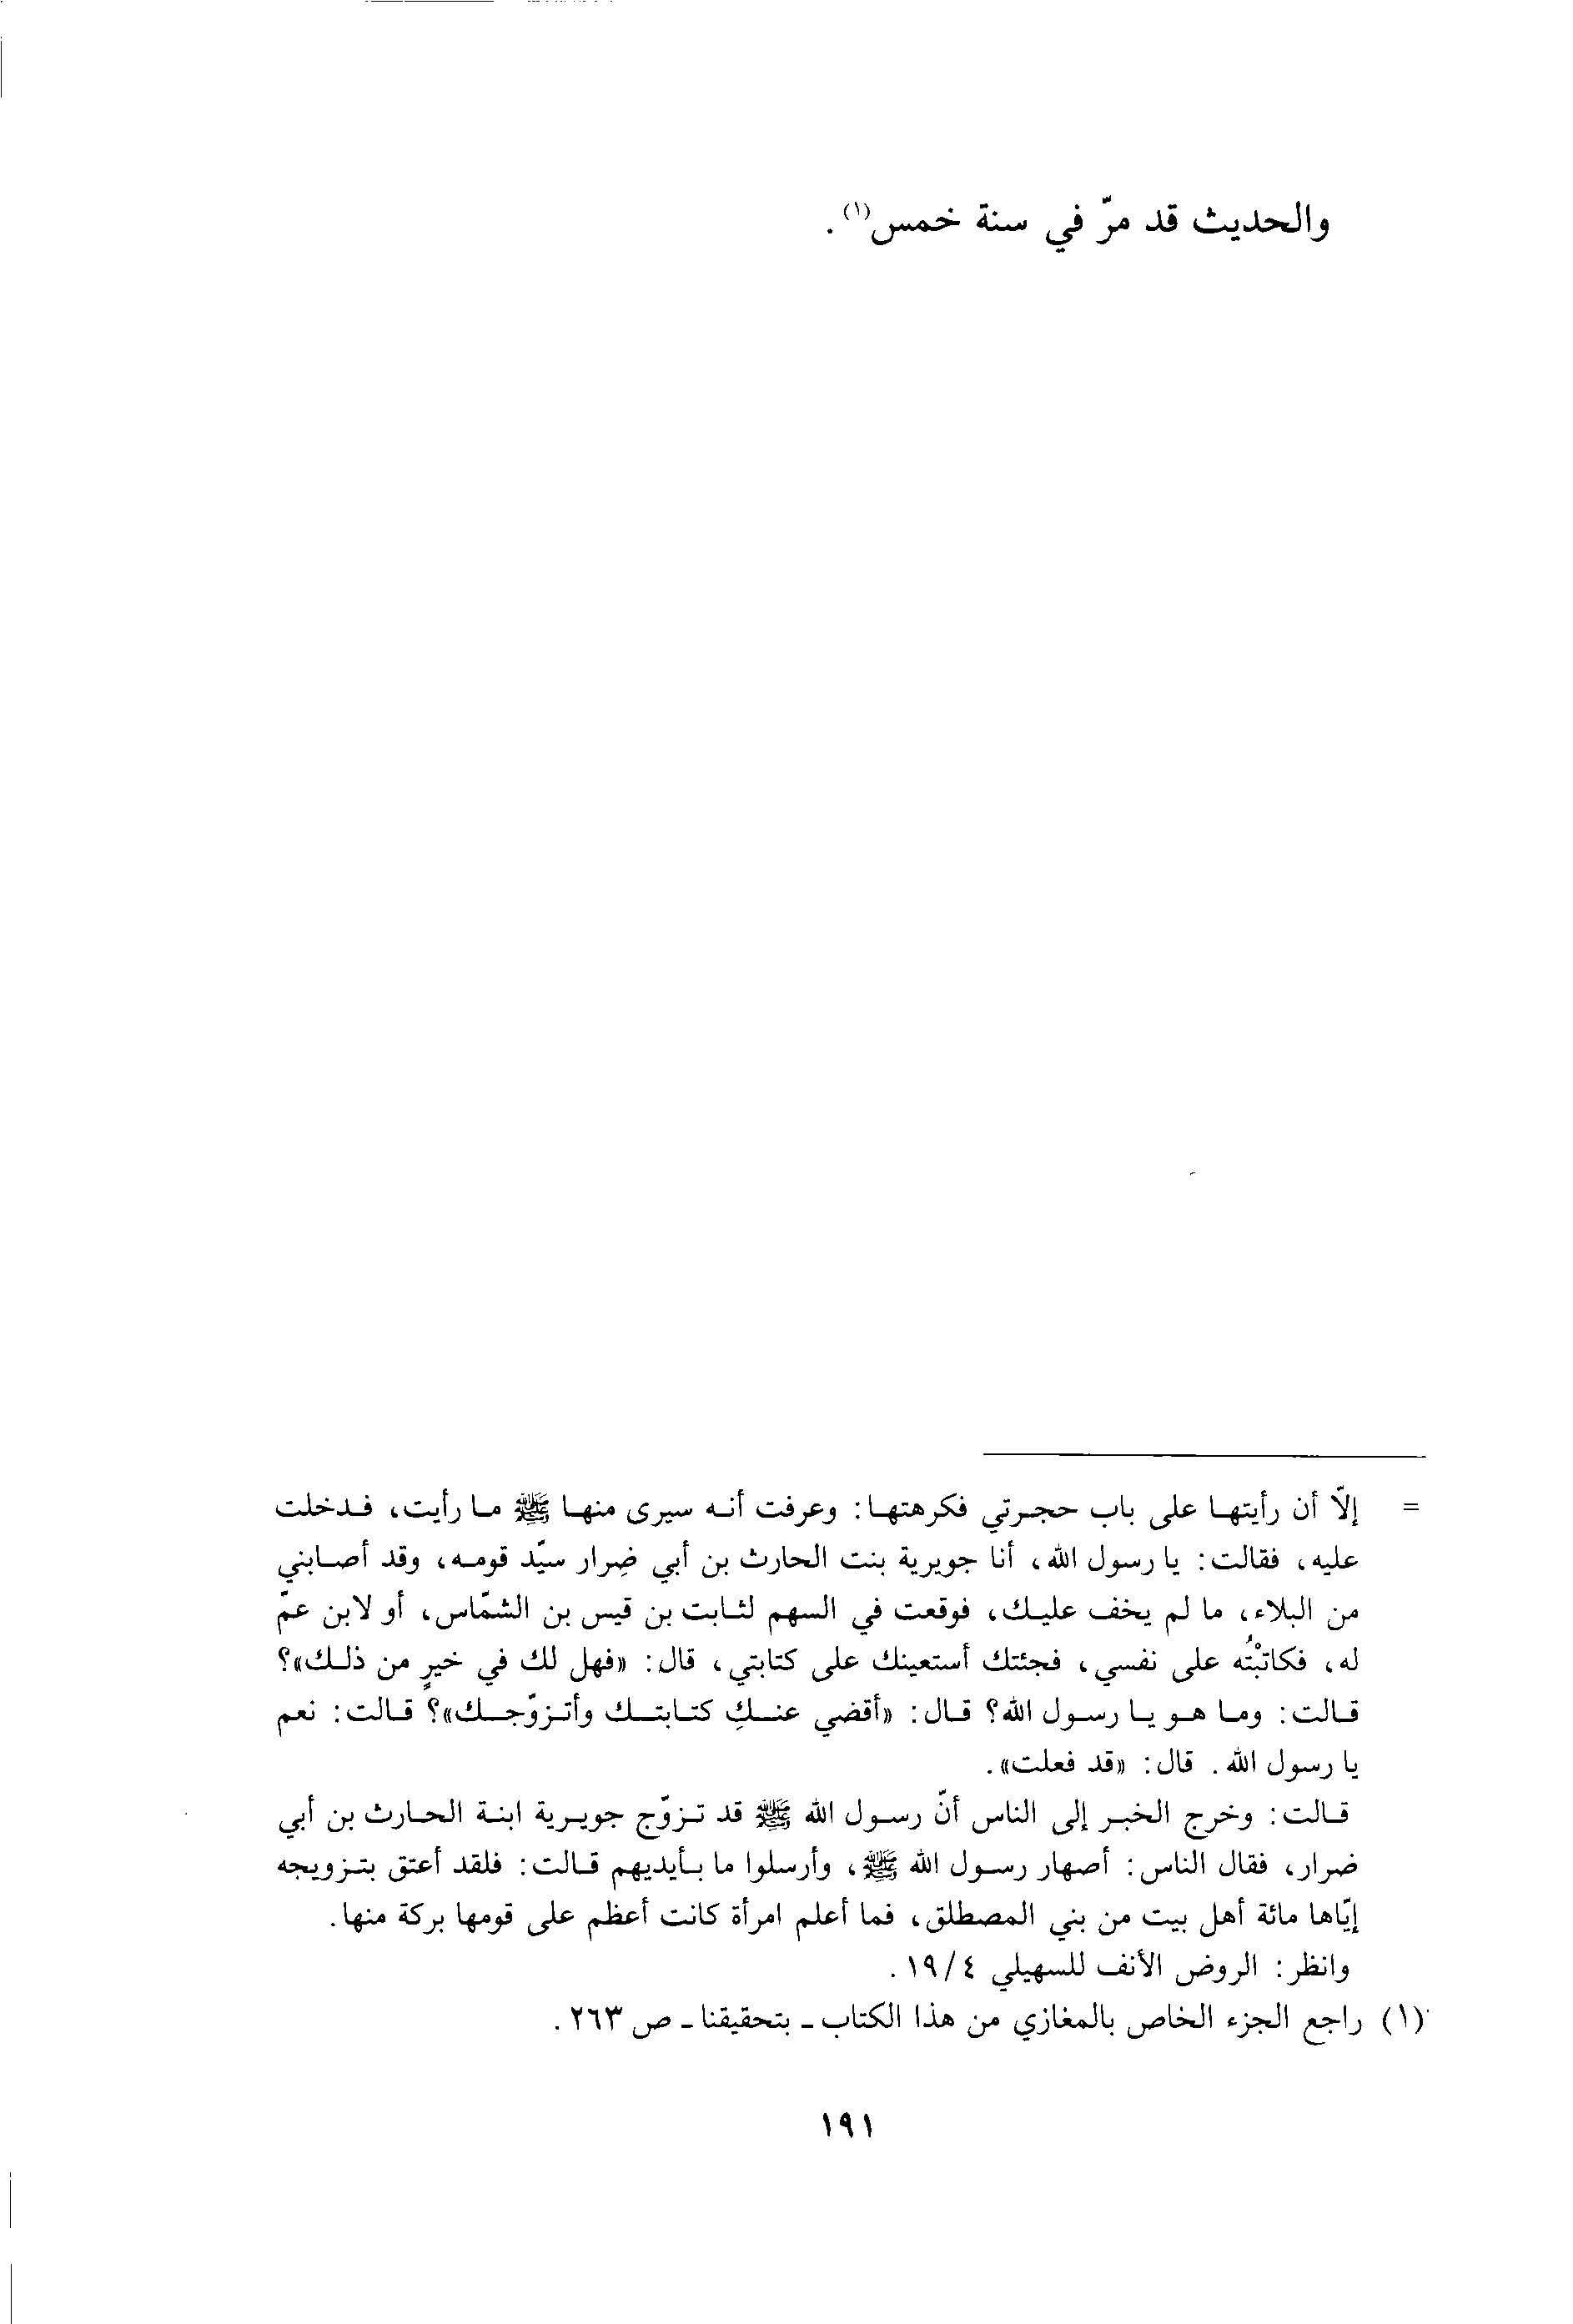 والحديث قد مرّ في سنة خمس(١).
= إلاّ أن رأيتها على باب حجرتي فكرهتها: وعرفت أنه سيرى منها ﷺ ما رأيت، فدخلت
عليه، فقالت: يا رسول الله، أنا جويرية بنت الحارث بن أبي ضِرار سيّد قومه، وقد أصابني
من البلاء، ما لم يخف عليك، فوقعت في السهم لثابت بن قيس بن الشمّاس، أو لابن عمّ
له، فكاتبْتُه على نفسي، فجئتك أستعينك على كتابتي، قال: «فهل لك في خيرٍ من ذلك»؟
قالت: وما هو يا رسول الله؟ قال: «أقضي عنكِ كتابتك وأتزوّجك»؟ قالت: نعم
يا رسول الله. قال: «قد فعلت».
قالت: وخرج الخبر إلى الناس أنّ رسول الله ﷺ قد تزوّج جويرية ابنة الحارث بن أبي
ضرار، فقال الناس: أصهار رسول الله ﷺ، وأرسلوا ما بأيديهم قالت: فلقد أعتق بتزويجه
إيّاها مائة أهل بيت من بني المصطلق، فما أعلم امرأة كانت أعظم على قومها بركة منها.
وانظر: الروض الأنف للسهيلي ٤/ ١٩.
(١) راجع الجزء الخاص بالمغازي من هذا الكتاب ـ بتحقيقنا ـ ص ٢٦٣.
١٩١